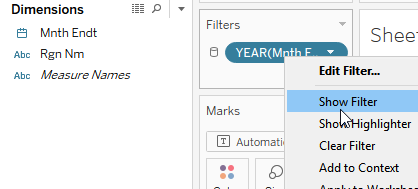 Dimensions
Mnth Endt
Abc Rgn Nm
Abc Measure Names
Filters
YEAR(Mnth E..
Marks
Automati
Sheet
Edit Filter...
Show Filter
Show Highlighter
Clear Filter
Add to Context